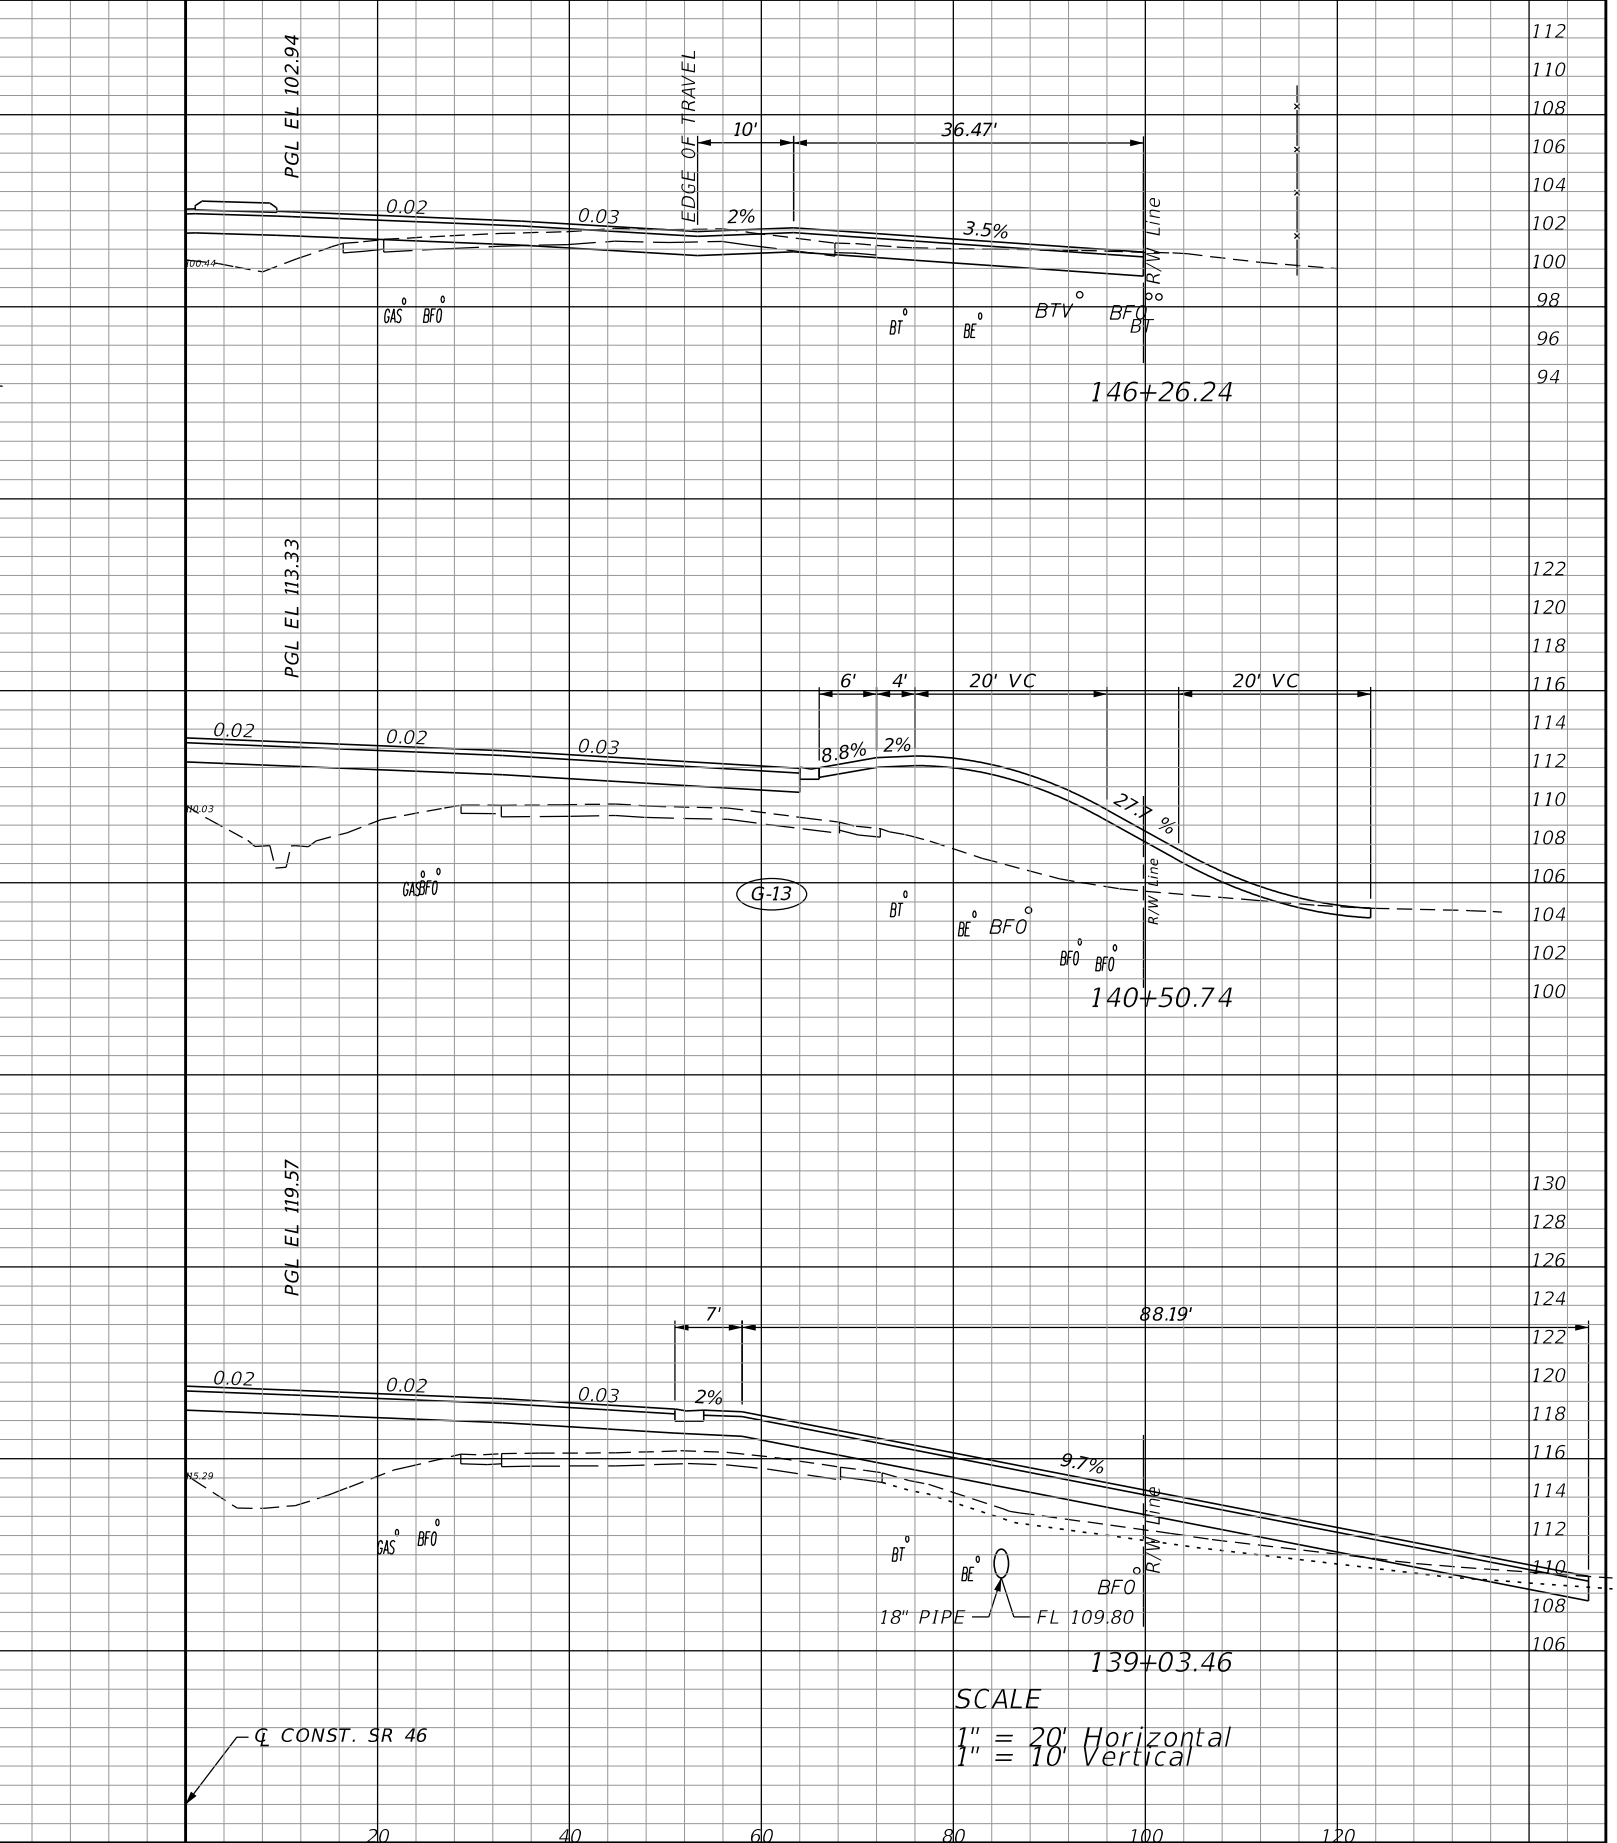 112
110
108
106
104
102
100
98
96
94
PGL EL 102.94
EDGE OF TRAVEL
10'
36.47'
0.02
0.03
2%
3.5%
R/W Line
100.44
GAS
BFO
BT
BE
BTV
BFO
BT
146+26.24
122
120
118
116
114
112
110
108
106
104
102
100
PGL EL 113.33
6'
4'
20' VC
20' VC
0.02
0.02
0.03
8.8%
2%
27.7 %
110.03
R/W Line
GAS
BFO
G-13
BT
BE
BFO
BFO
BFO
140+50.74
130
128
126
124
122
120
118
116
114
112
110
108
106
PGL EL 119.57
7'
88.19'
0.02
0.02
0.03
2%
9.7%
115.29
R/W Line
GAS
BFO
BT
BE
BFO
18" PIPE
FL 109.80
139+03.46
SCALE
1" = 20' Horizontal
1" = 10' Vertical
℄ CONST. SR 46
20
40
60
80
100
120